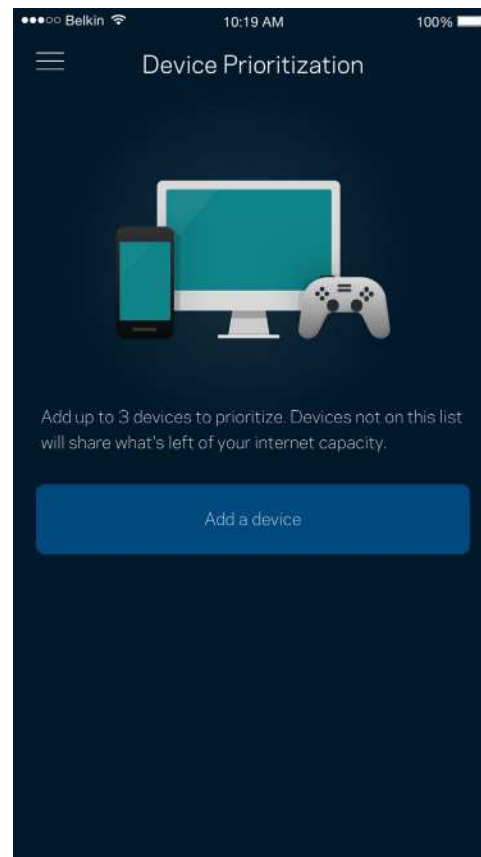 Belkin 10:19 AM 100%
Device Prioritization
Add up to 3 devices to prioritize. Devices not on this list
will share what's left of your internet capacity.
Add a device